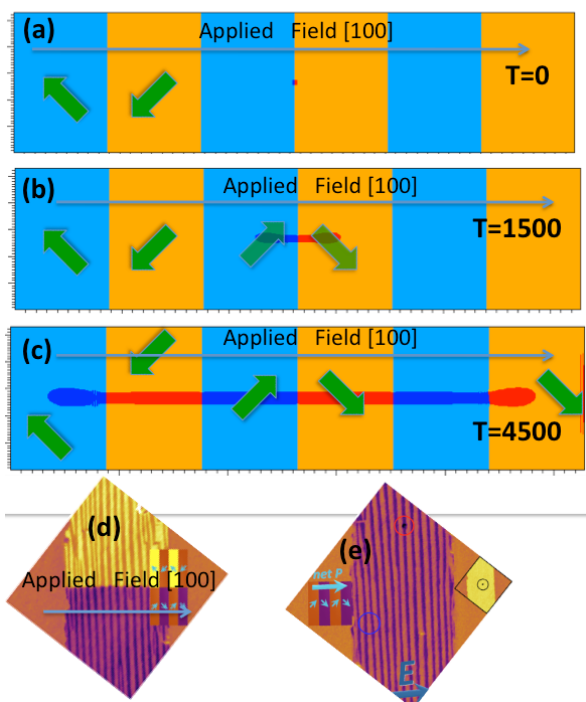 (a) Applied Field [100]
T=0
(b) Applied Field [100]
T=1500
(c) Applied Field [100]
T=4500
(d)
Applied Field [100]
(e)
net P
E